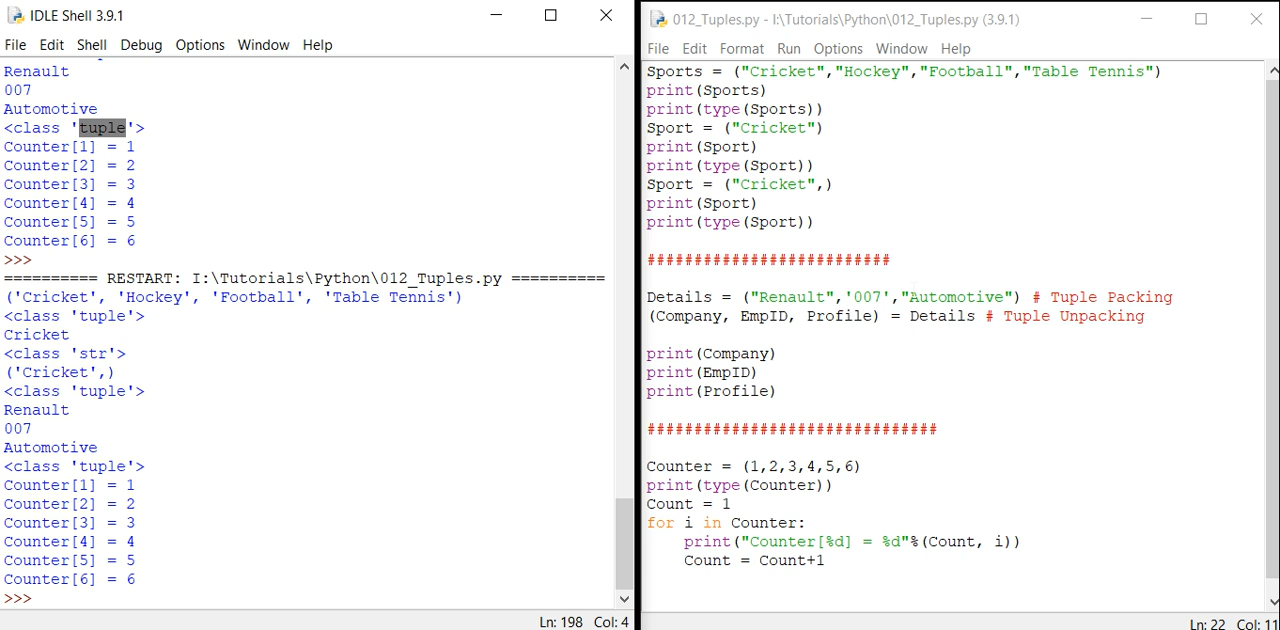 IDLE Shell 3.9.1
File Edit Shell Debug Options Window Help
Renault
007
Automotive
<class 'tuple'>
Counter[1] = 1
Counter[2] = 2
Counter[3] = 3
Counter[4] = 4
Counter[5] = 5
Counter[6] = 6
>>>
========== RESTART: I:\Tutorials\Python\012_Tuples.py ==========
('Cricket', 'Hockey', 'Football', 'Table Tennis')
<class 'tuple'>
Cricket
<class 'str'>
('Cricket',)
<class 'tuple'>
Renault
007
Automotive
<class 'tuple'>
Counter[1] = 1
Counter[2] = 2
Counter[3] = 3
Counter[4] = 4
Counter[5] = 5
Counter[6] = 6
>>>
Ln: 198 Col: 4
012_Tuples.py - I:\Tutorials\Python\012_Tuples.py (3.9.1)
File Edit Format Run Options Window Help
Sports = ("Cricket","Hockey","Football","Table Tennis")
print(Sports)
print(type(Sports))
Sport = ("Cricket")
print(Sport)
print(type(Sport))
Sport = ("Cricket",)
print(Sport)
print(type(Sport))
##########################
Details = ("Renault",'007',"Automotive") # Tuple Packing
(Company, EmpID, Profile) = Details # Tuple Unpacking
print(Company)
print(EmpID)
print(Profile)
###############################
Counter = (1,2,3,4,5,6)
print(type(Counter))
Count = 1
for i in Counter:
    print("Counter[%d] = %d"%(Count, i))
    Count = Count+1
Ln: 22 Col: 11